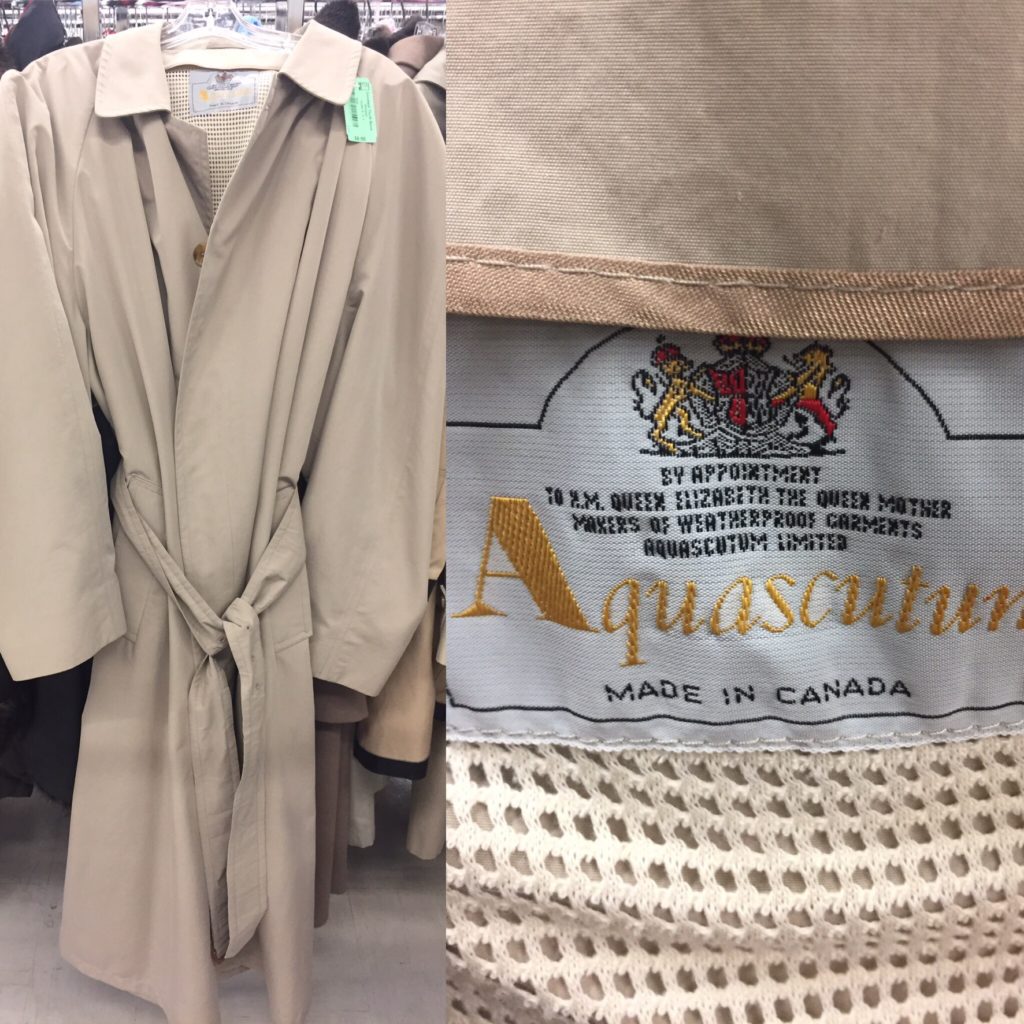 BY APPOINTMENT
TO H.M. QUEEN ELIZABETH THE QUEEN MOTHER
MAKERS OF WEATHERPROOF GARMENTS
AQUASCUTUM LIMITED
Aquascutum
MADE IN CANADA